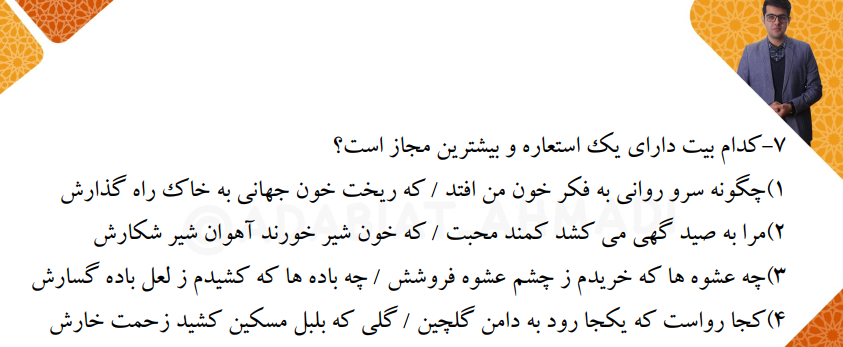 ۷-کدام بیت دارای یک استعاره و بیشترین مجاز است؟
۱)چگونه سرو روانی به فکر خون من افتد / که ریخت خون جهانی به خاک راه گذارش
۲)مرا به صید گهی می کشد کمند محبت / که خون شیر خورند آهوان شیر شکارش
۳)چه عشوه ها که خریدم ز چشم عشوه فروشش / چه باده ها که کشیدم ز لعل باده گسارش
۴)کجا رواست که یکجا رود به دامن گلچین / گلی که بلبل مسکین کشید زحمت خارش
@ADABIAT_AHMADI